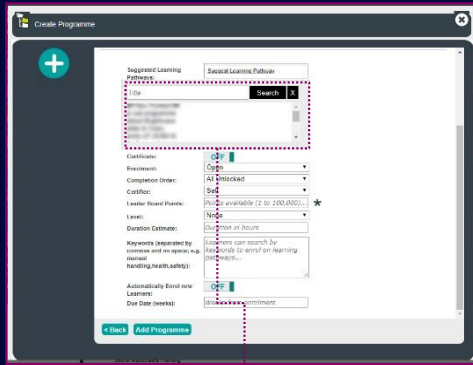 Create Programme
Suggested Learning Pathways:
Suggest Learning Pathway
Title
Search X
Certificate: OFF
Enrolment: Open
Completion Order: All Unlocked
Certifier: Self
Leader Board Points: Points available (1 to 100,000)... *
Level: None
Duration Estimate: Duration in hours
Keywords (separated by
commas and no space; e.g.
manual
handling,health,safety):
Learners can search by
keywords to enrol on learning
pathways...
Automatically Enrol new
Learners: OFF
Due Date (weeks): Weeks from enrolment
< Back Add Programme